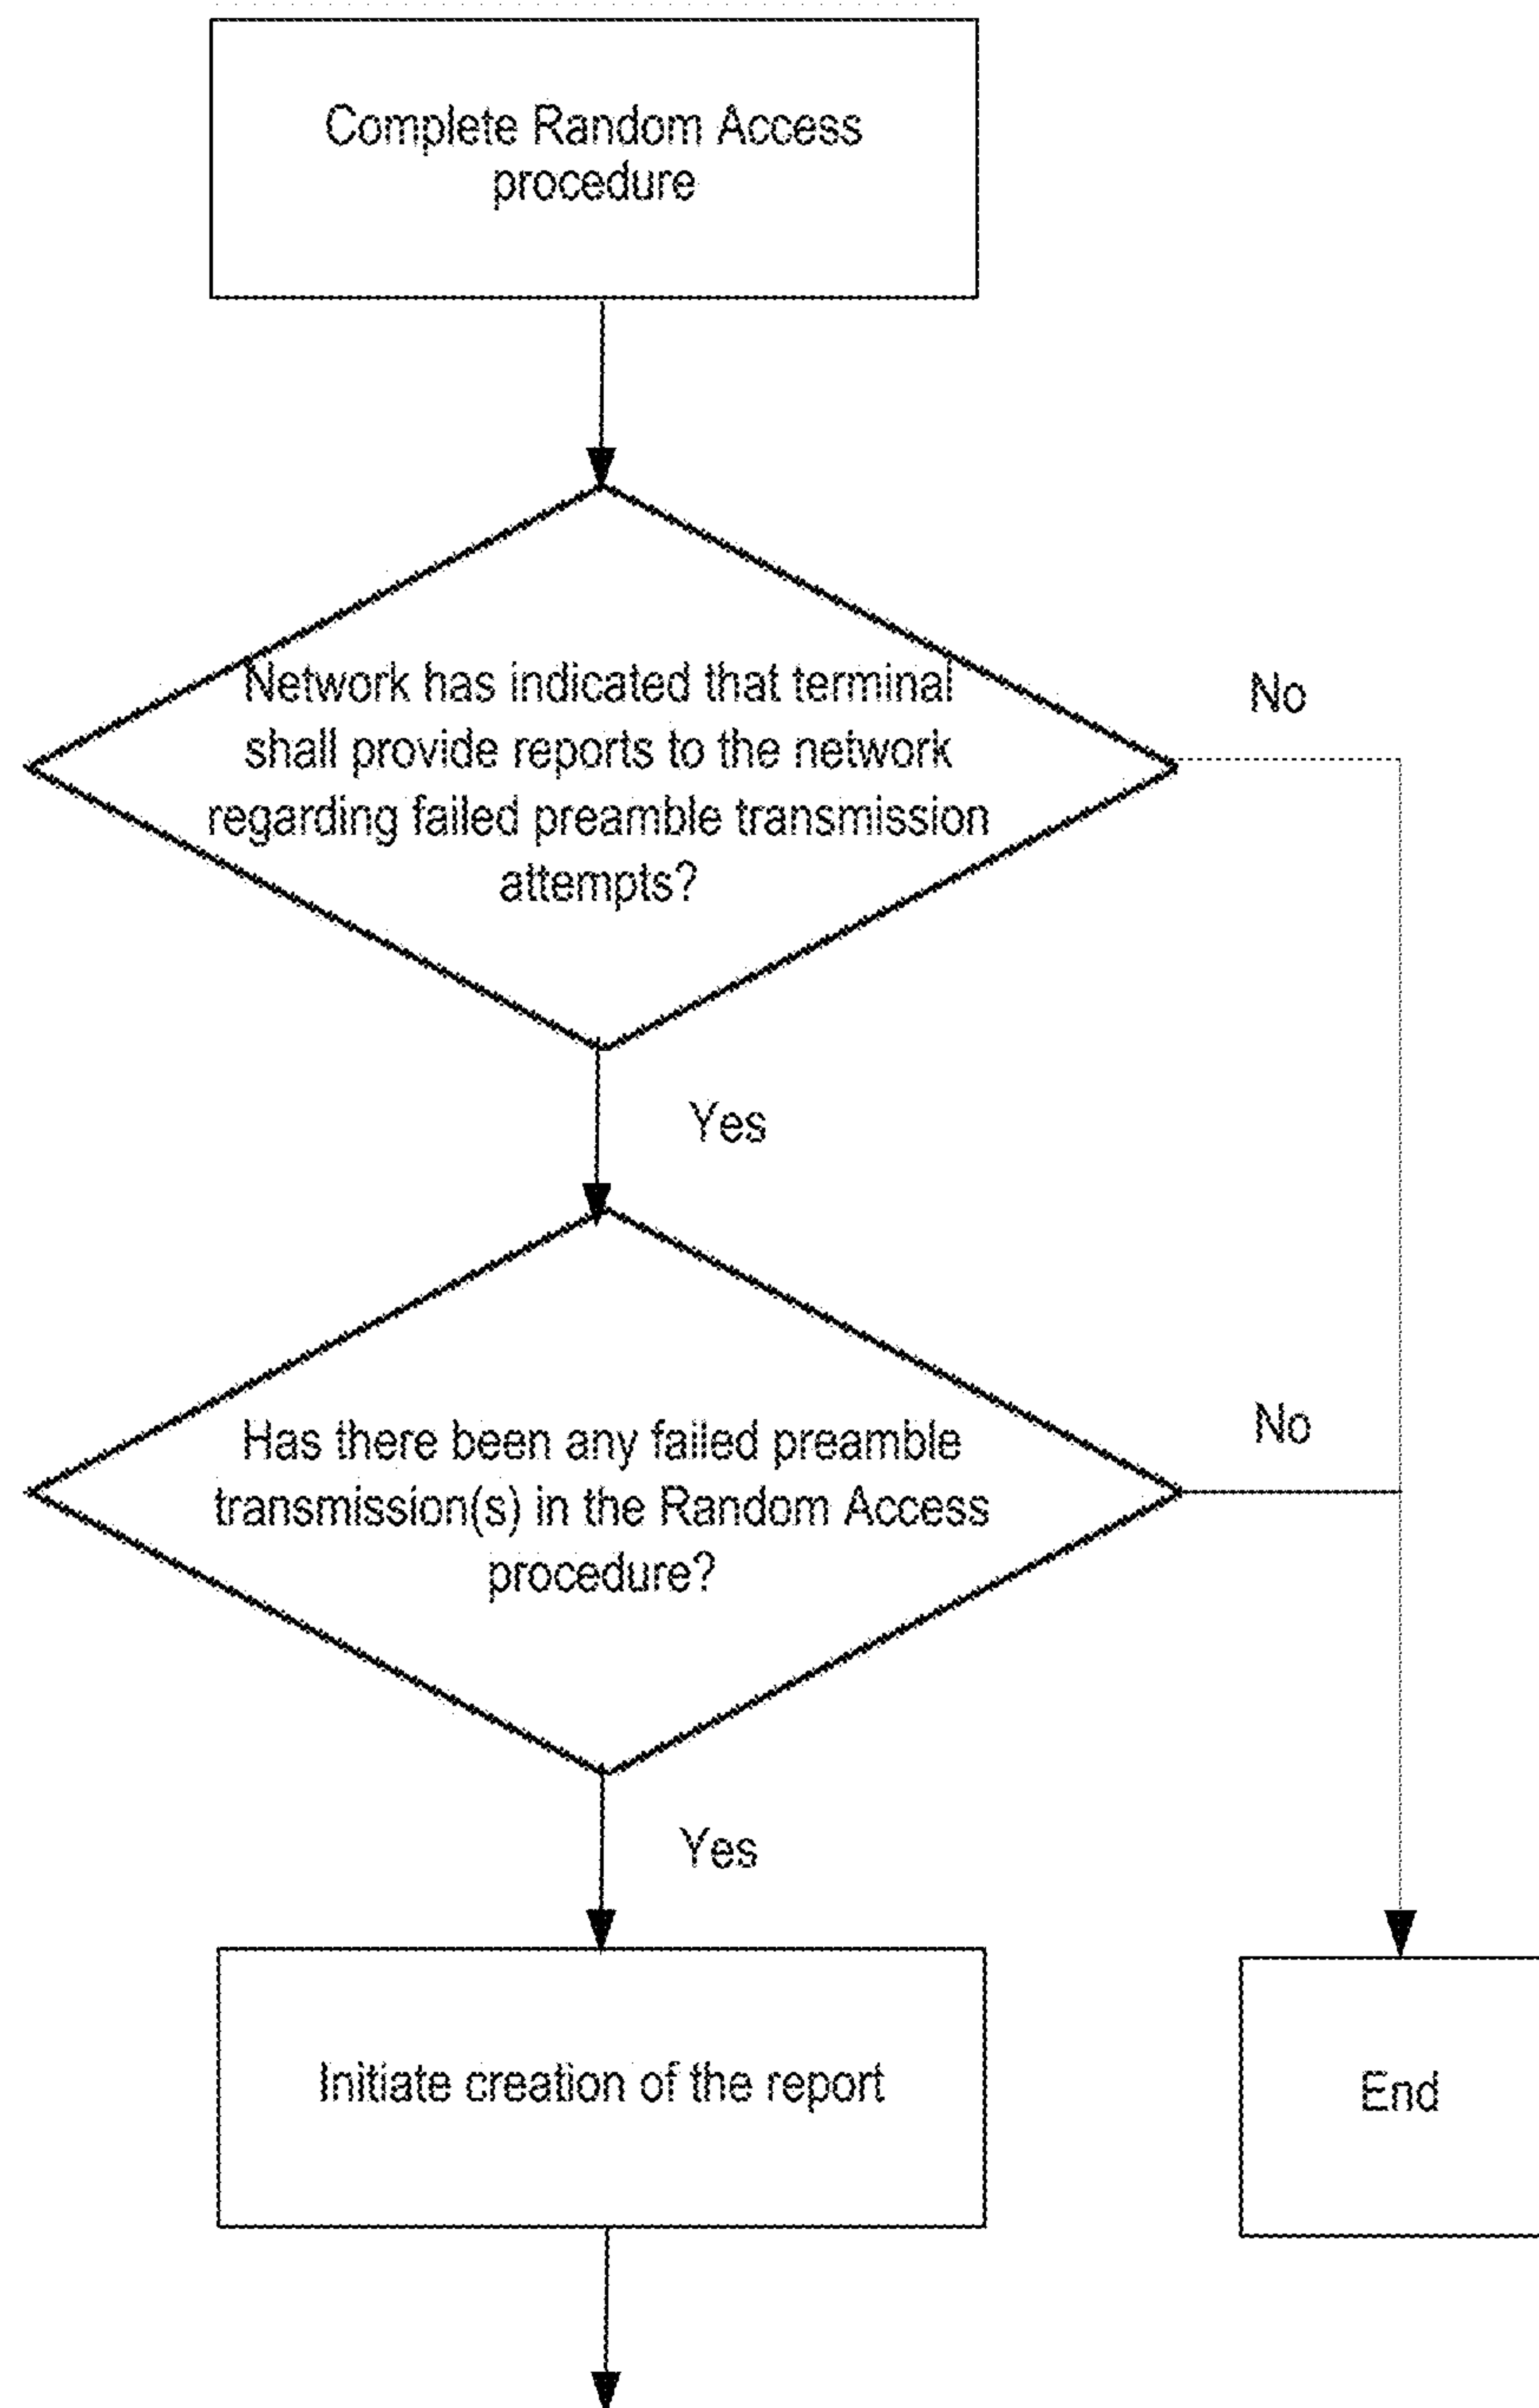 Complete Random Access
procedure
Network has indicated that terminal
shall provide reports to the network
regarding failed preamble transmission
attempts?
No
Yes
Has there been any failed preamble
transmission(s) in the Random Access
procedure?
No
Yes
Initiate creation of the report
End